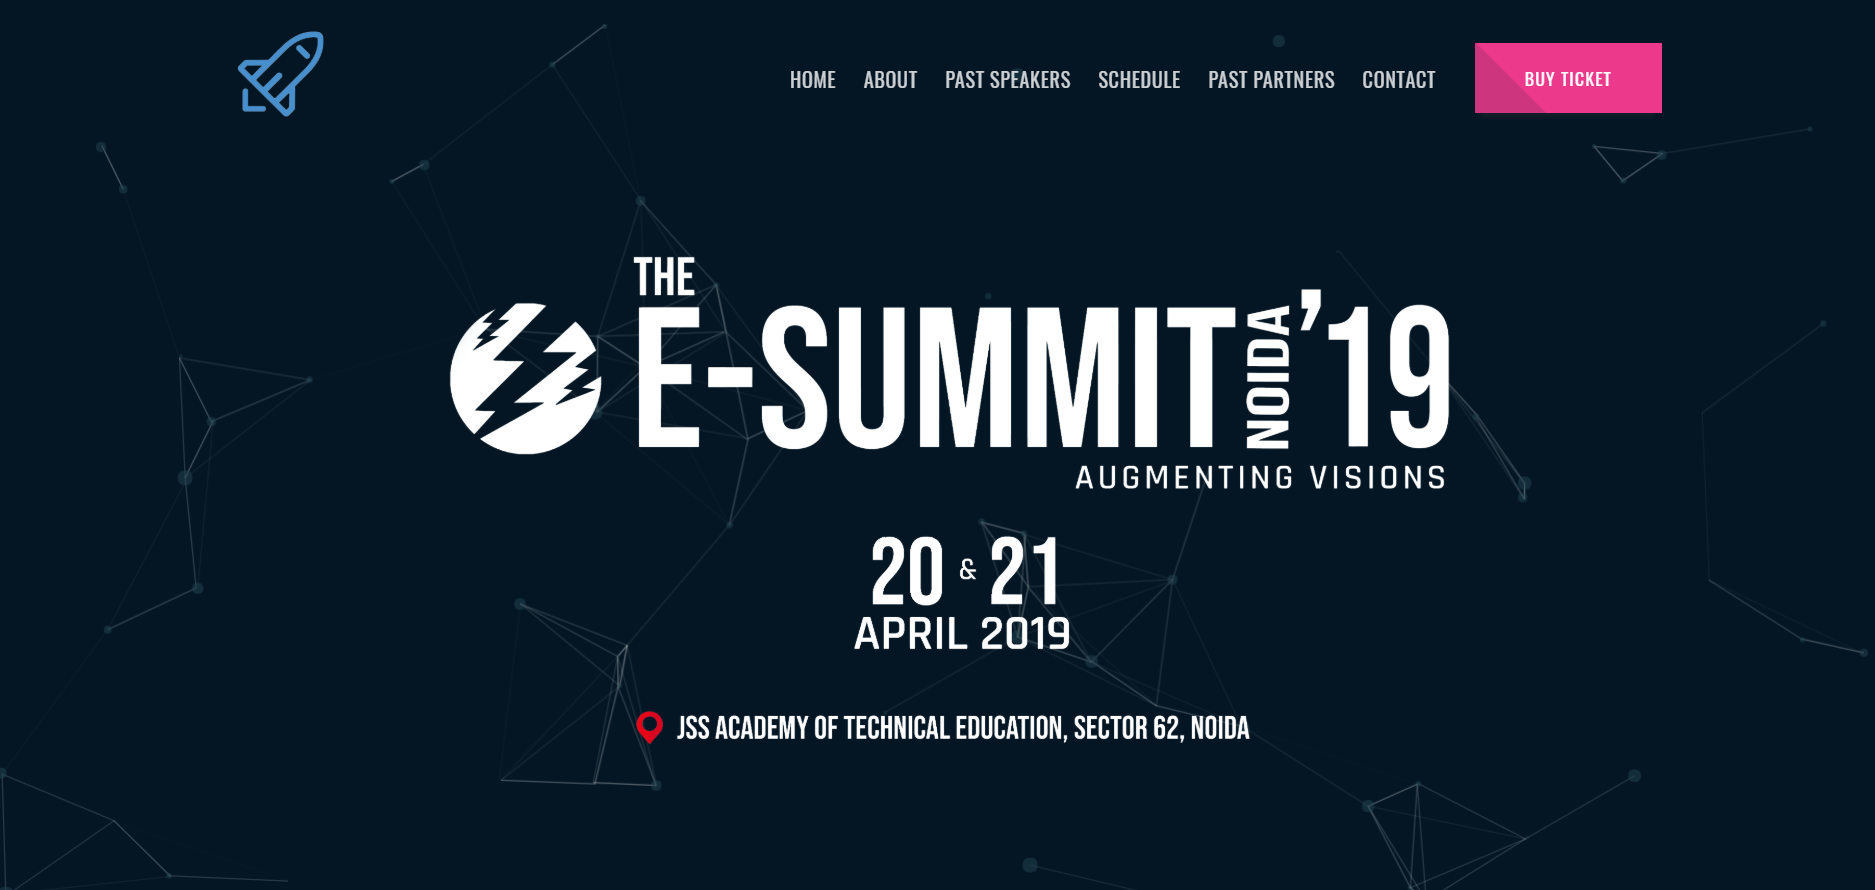 HOME ABOUT PAST SPEAKERS SCHEDULE PAST PARTNERS CONTACT BUY TICKET
THE
E-SUMMIT NOIDA ’19
AUGMENTING VISIONS
20 & 21
APRIL 2019
JSS ACADEMY OF TECHNICAL EDUCATION, SECTOR 62, NOIDA